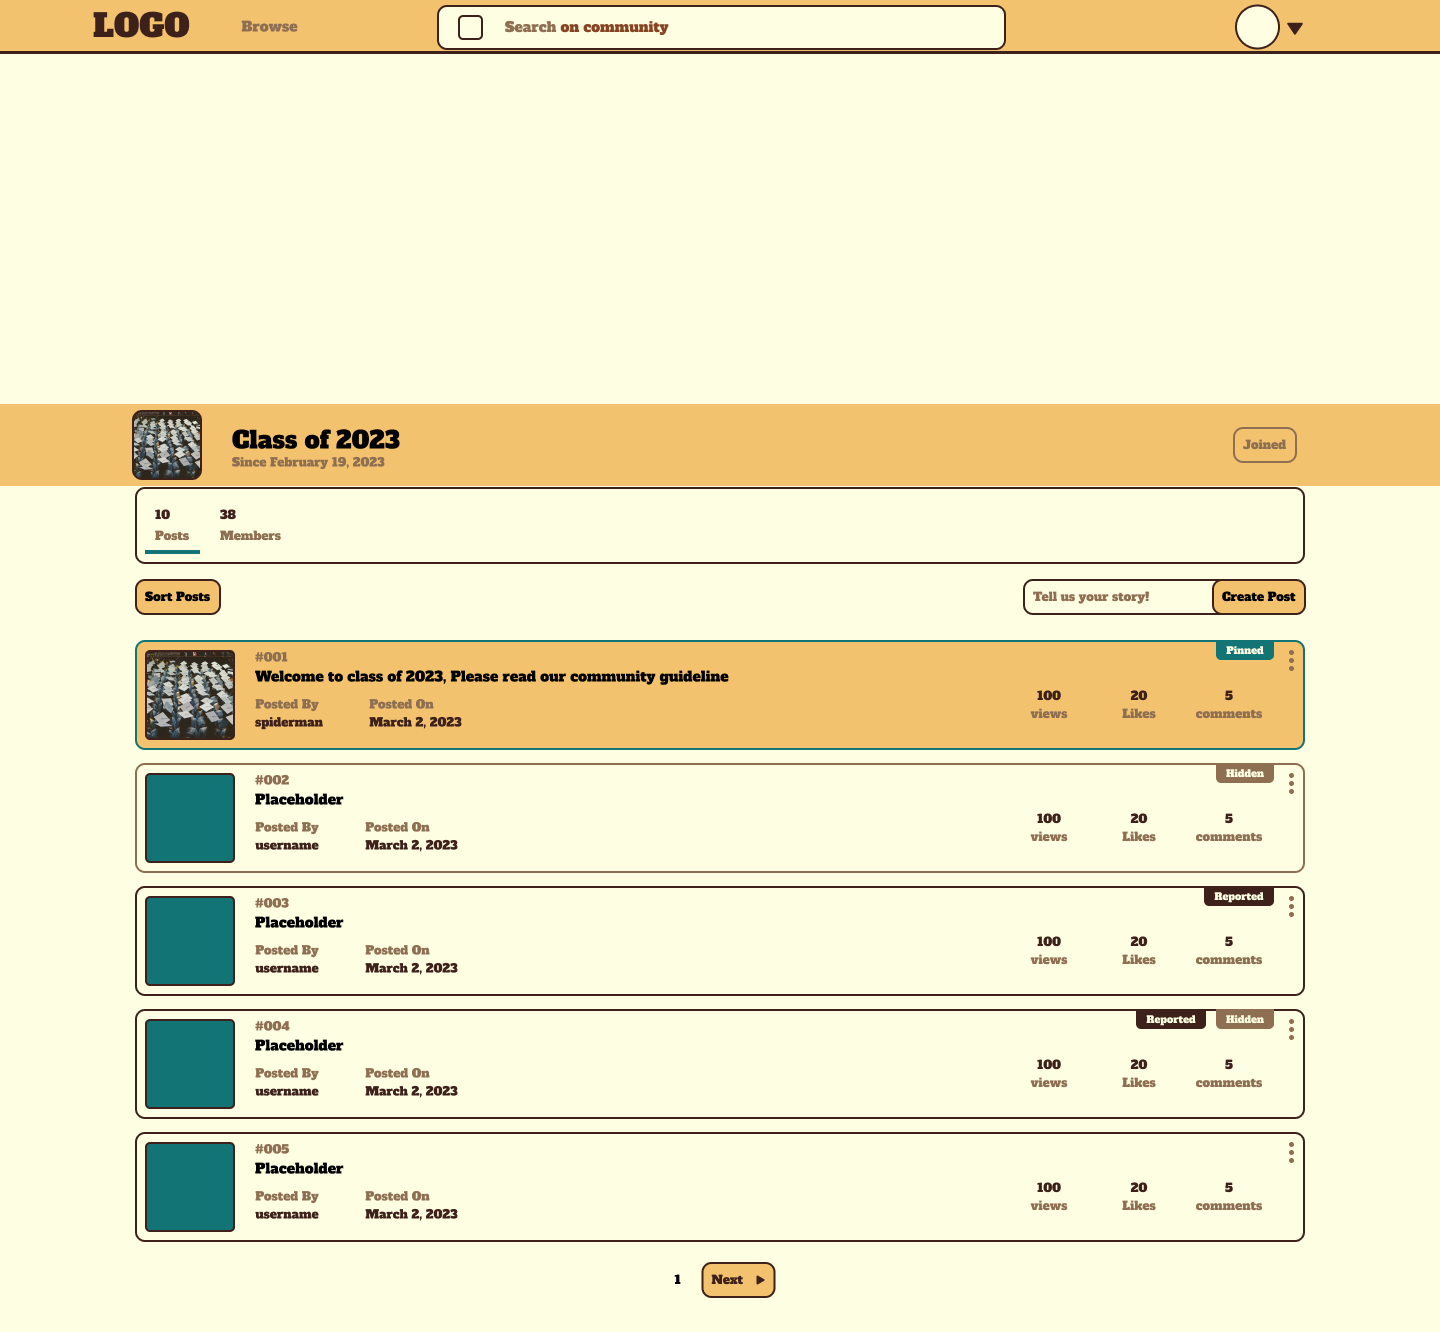 LOGO
Browse
Search on community
Class of 2023
Since February 19, 2023
Joined
10
Posts
38
Members
Sort Posts
Tell us your story!
Create Post
Pinned
#001
Welcome to class of 2023, Please read our community guideline
Posted By
spiderman
Posted On
March 2, 2023
100
views
20
Likes
5
comments
Hidden
#002
Placeholder
Posted By
username
Posted On
March 2, 2023
100
views
20
Likes
5
comments
Reported
#003
Placeholder
Posted By
username
Posted On
March 2, 2023
100
views
20
Likes
5
comments
Reported
Hidden
#004
Placeholder
Posted By
username
Posted On
March 2, 2023
100
views
20
Likes
5
comments
#005
Placeholder
Posted By
username
Posted On
March 2, 2023
100
views
20
Likes
5
comments
1
Next